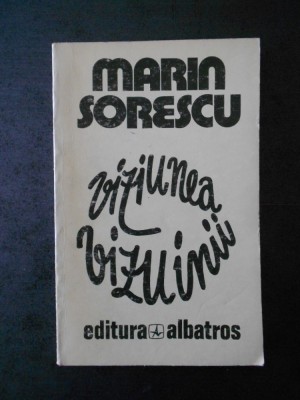 MARIN
SORESCU
viziunea
vizuinii
editura albatros